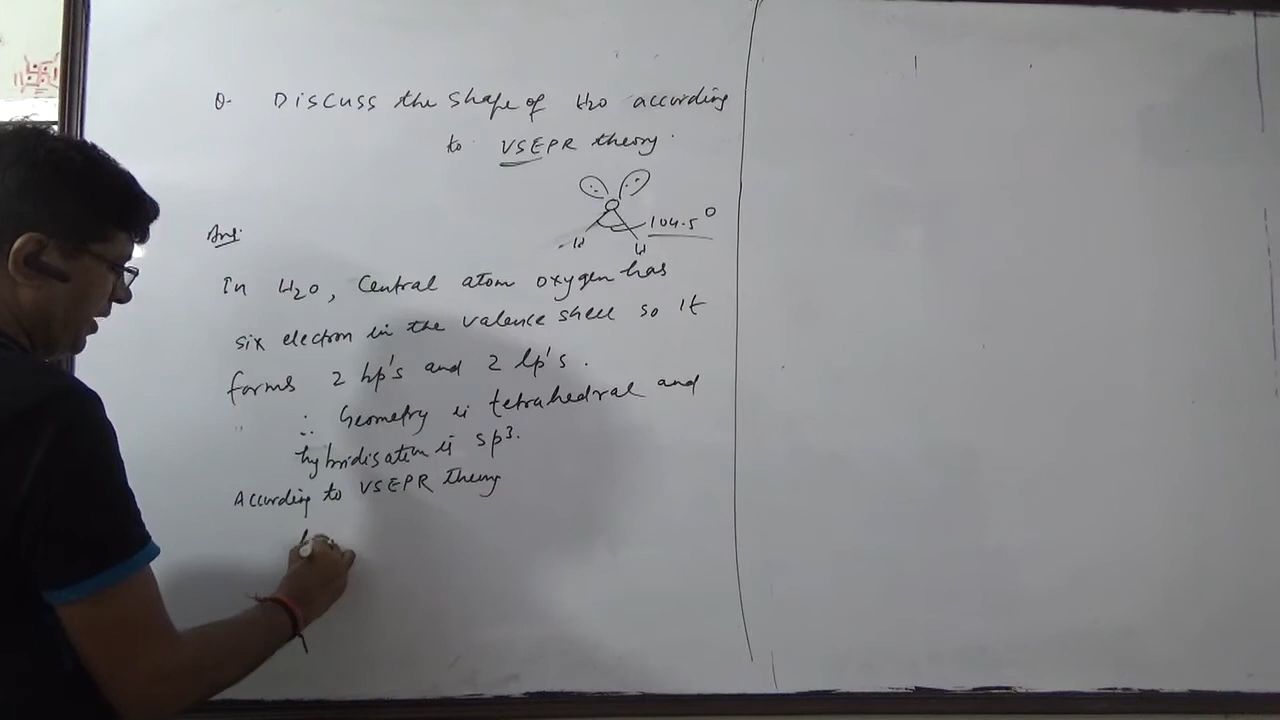 Q. Discuss the shape of H2O according
to VSEPR theory.
104.5°
H
H
Ans:
In H2O, Central atom oxygen has
six electron in the valence shell so it
forms 2 bp's and 2 lp's.
∴ Geometry is tetrahedral and
hybridisation is sp³.
According to VSEPR theory